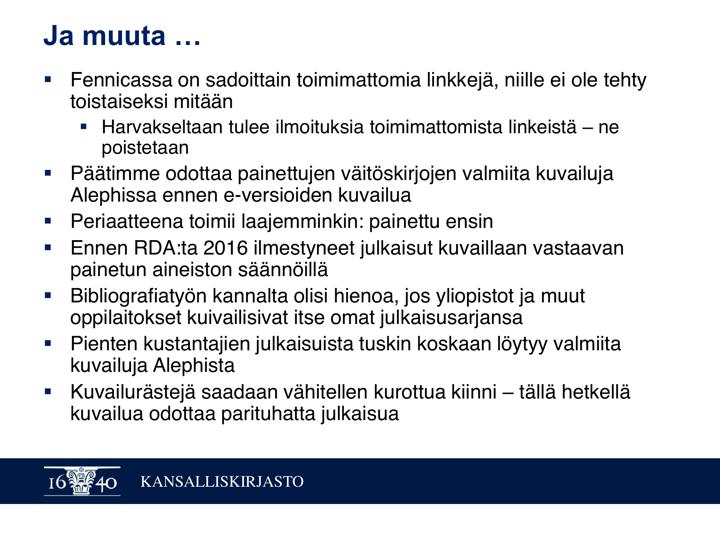 Ja muuta …
▪ Fennicassa on sadoittain toimimattomia linkkejä, niille ei ole tehty
toistaiseksi mitään
▪ Harvakseltaan tulee ilmoituksia toimimattomista linkeistä – ne
poistetaan
▪ Päätimme odottaa painettujen väitöskirjojen valmiita kuvailuja
Alephissa ennen e-versioiden kuvailua
▪ Periaatteena toimii laajemminkin: painettu ensin
▪ Ennen RDA:ta 2016 ilmestyneet julkaisut kuvaillaan vastaavan
painetun aineiston säännöillä
▪ Bibliografiatyön kannalta olisi hienoa, jos yliopistot ja muut
oppilaitokset kuivailisivat itse omat julkaisusarjansa
▪ Pienten kustantajien julkaisuista tuskin koskaan löytyy valmiita
kuvailuja Alephista
▪ Kuvailurästejä saadaan vähitellen kurottua kiinni – tällä hetkellä
kuvailua odottaa parituhatta julkaisua
1640 KANSALLISKIRJASTO